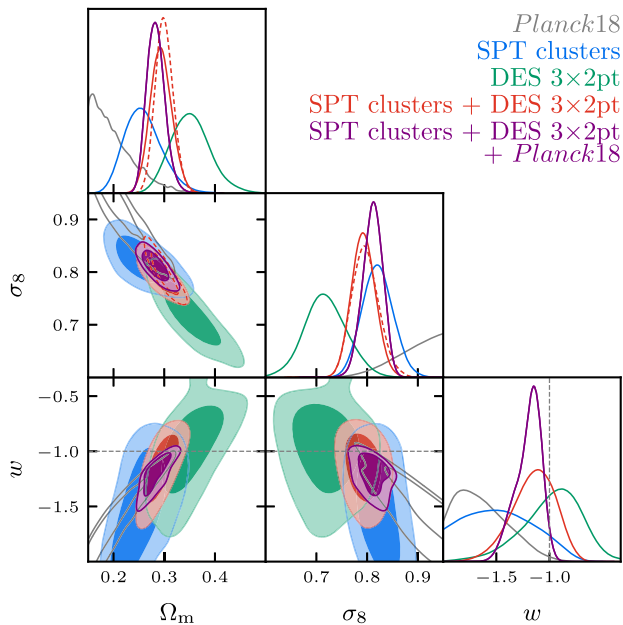 Planck18
SPT clusters
DES 3×2pt
SPT clusters + DES 3×2pt
SPT clusters + DES 3×2pt
+ Planck18
0.9
0.8
0.7
σ₈
−0.5
−1.0
−1.5
w
0.2 0.3 0.4
0.7 0.8 0.9
−1.5 −1.0
Ωₘ
σ₈
w